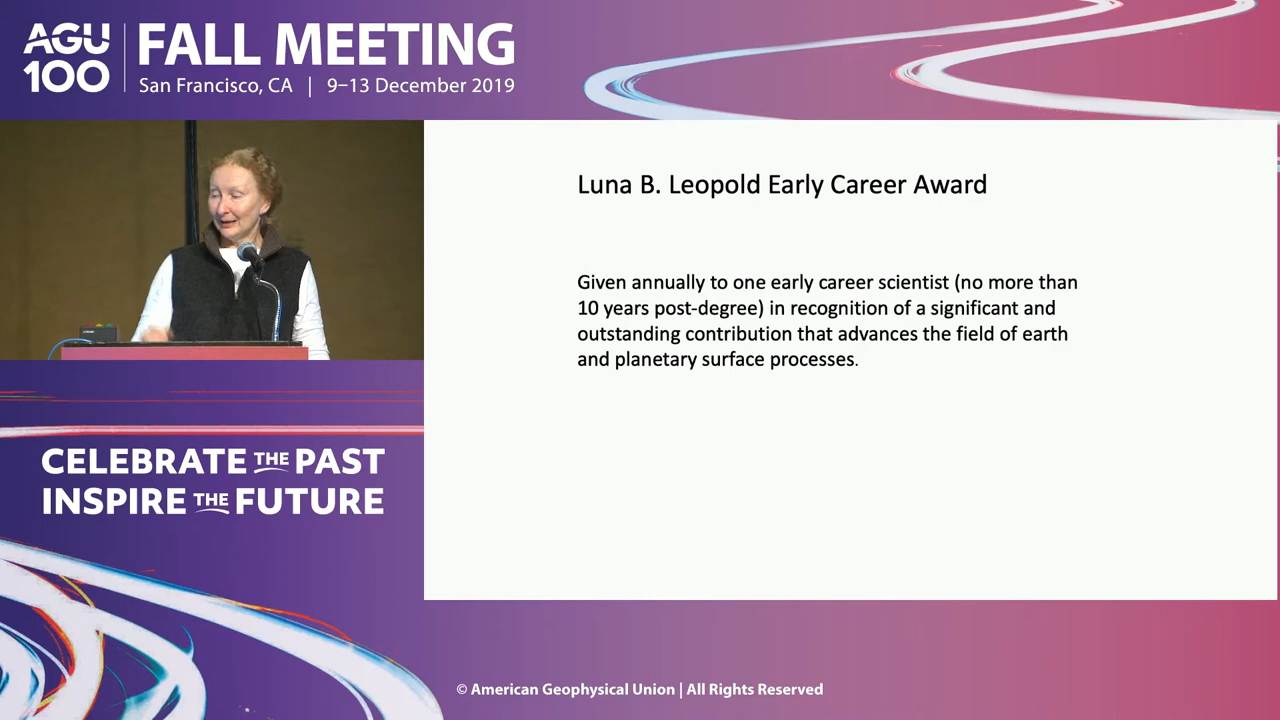 AGU
100
FALL MEETING
San Francisco, CA | 9–13 December 2019
Luna B. Leopold Early Career Award
Given annually to one early career scientist (no more than
10 years post-degree) in recognition of a significant and
outstanding contribution that advances the field of earth
and planetary surface processes.
CELEBRATE THE PAST
INSPIRE THE FUTURE
© American Geophysical Union | All Rights Reserved